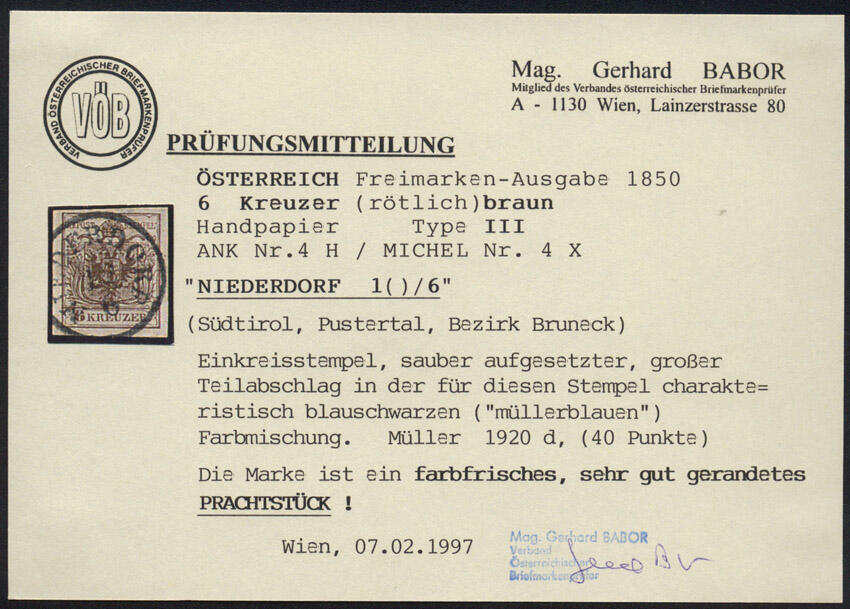 VERBAND ÖSTERREICHISCHER BRIEFMARKENPRÜFER
VÖB
Mag. Gerhard BABOR
Mitglied des Verbandes österreichischer Briefmarkenprüfer
A - 1130 Wien, Lainzerstrasse 80
PRÜFUNGSMITTEILUNG
ÖSTERREICH Freimarken-Ausgabe 1850
6 Kreuzer (rötlich)braun
Handpapier Type III
ANK Nr.4 H / MICHEL Nr. 4 X
"NIEDERDORF 1()/6"
6 KREUZER
(Südtirol, Pustertal, Bezirk Bruneck)
Einkreisstempel, sauber aufgesetzter, großer
Teilabschlag in der für diesen Stempel charakte=
ristisch blauschwarzen ("müllerblauen")
Farbmischung. Müller 1920 d, (40 Punkte)
Die Marke ist ein farbfrisches, sehr gut gerandetes
PRACHTSTÜCK !
Wien, 07.02.1997
Mag. Gerhard BABOR
Verband
Österreichischer
Briefmarkenprüfer